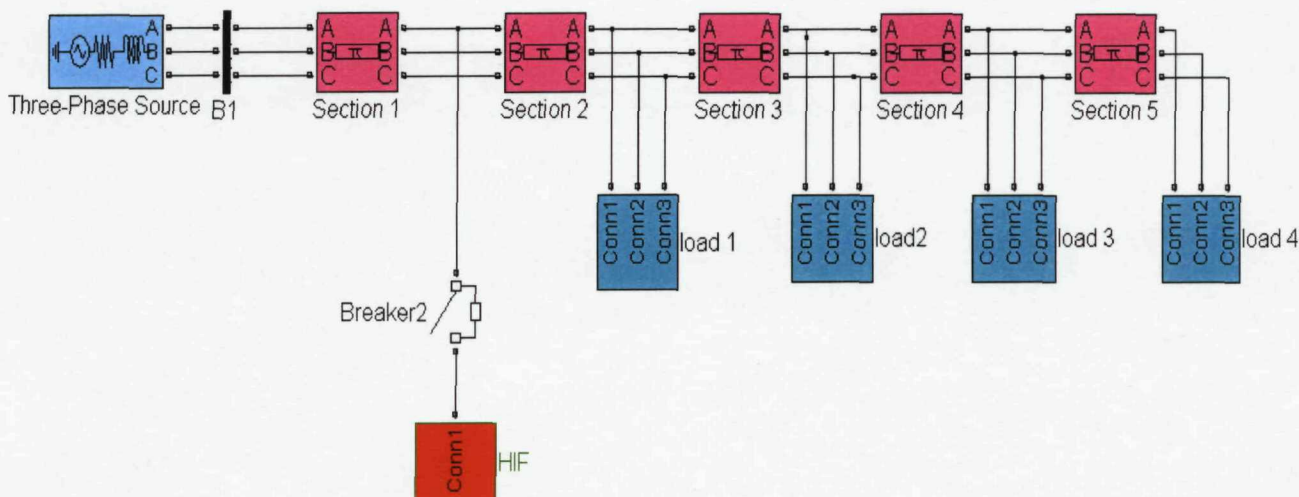 A
B
C
Three-Phase Source
B1
A A
B π B
C C
Section 1
A A
B π B
C C
Section 2
A A
B π B
C C
Section 3
A A
B π B
C C
Section 4
A A
B π B
C C
Section 5
Conn1
Conn2
Conn3
load 1
Conn1
Conn2
Conn3
load2
Conn1
Conn2
Conn3
load 3
Conn1
Conn2
Conn3
load 4
Breaker2
Conn1
HIF